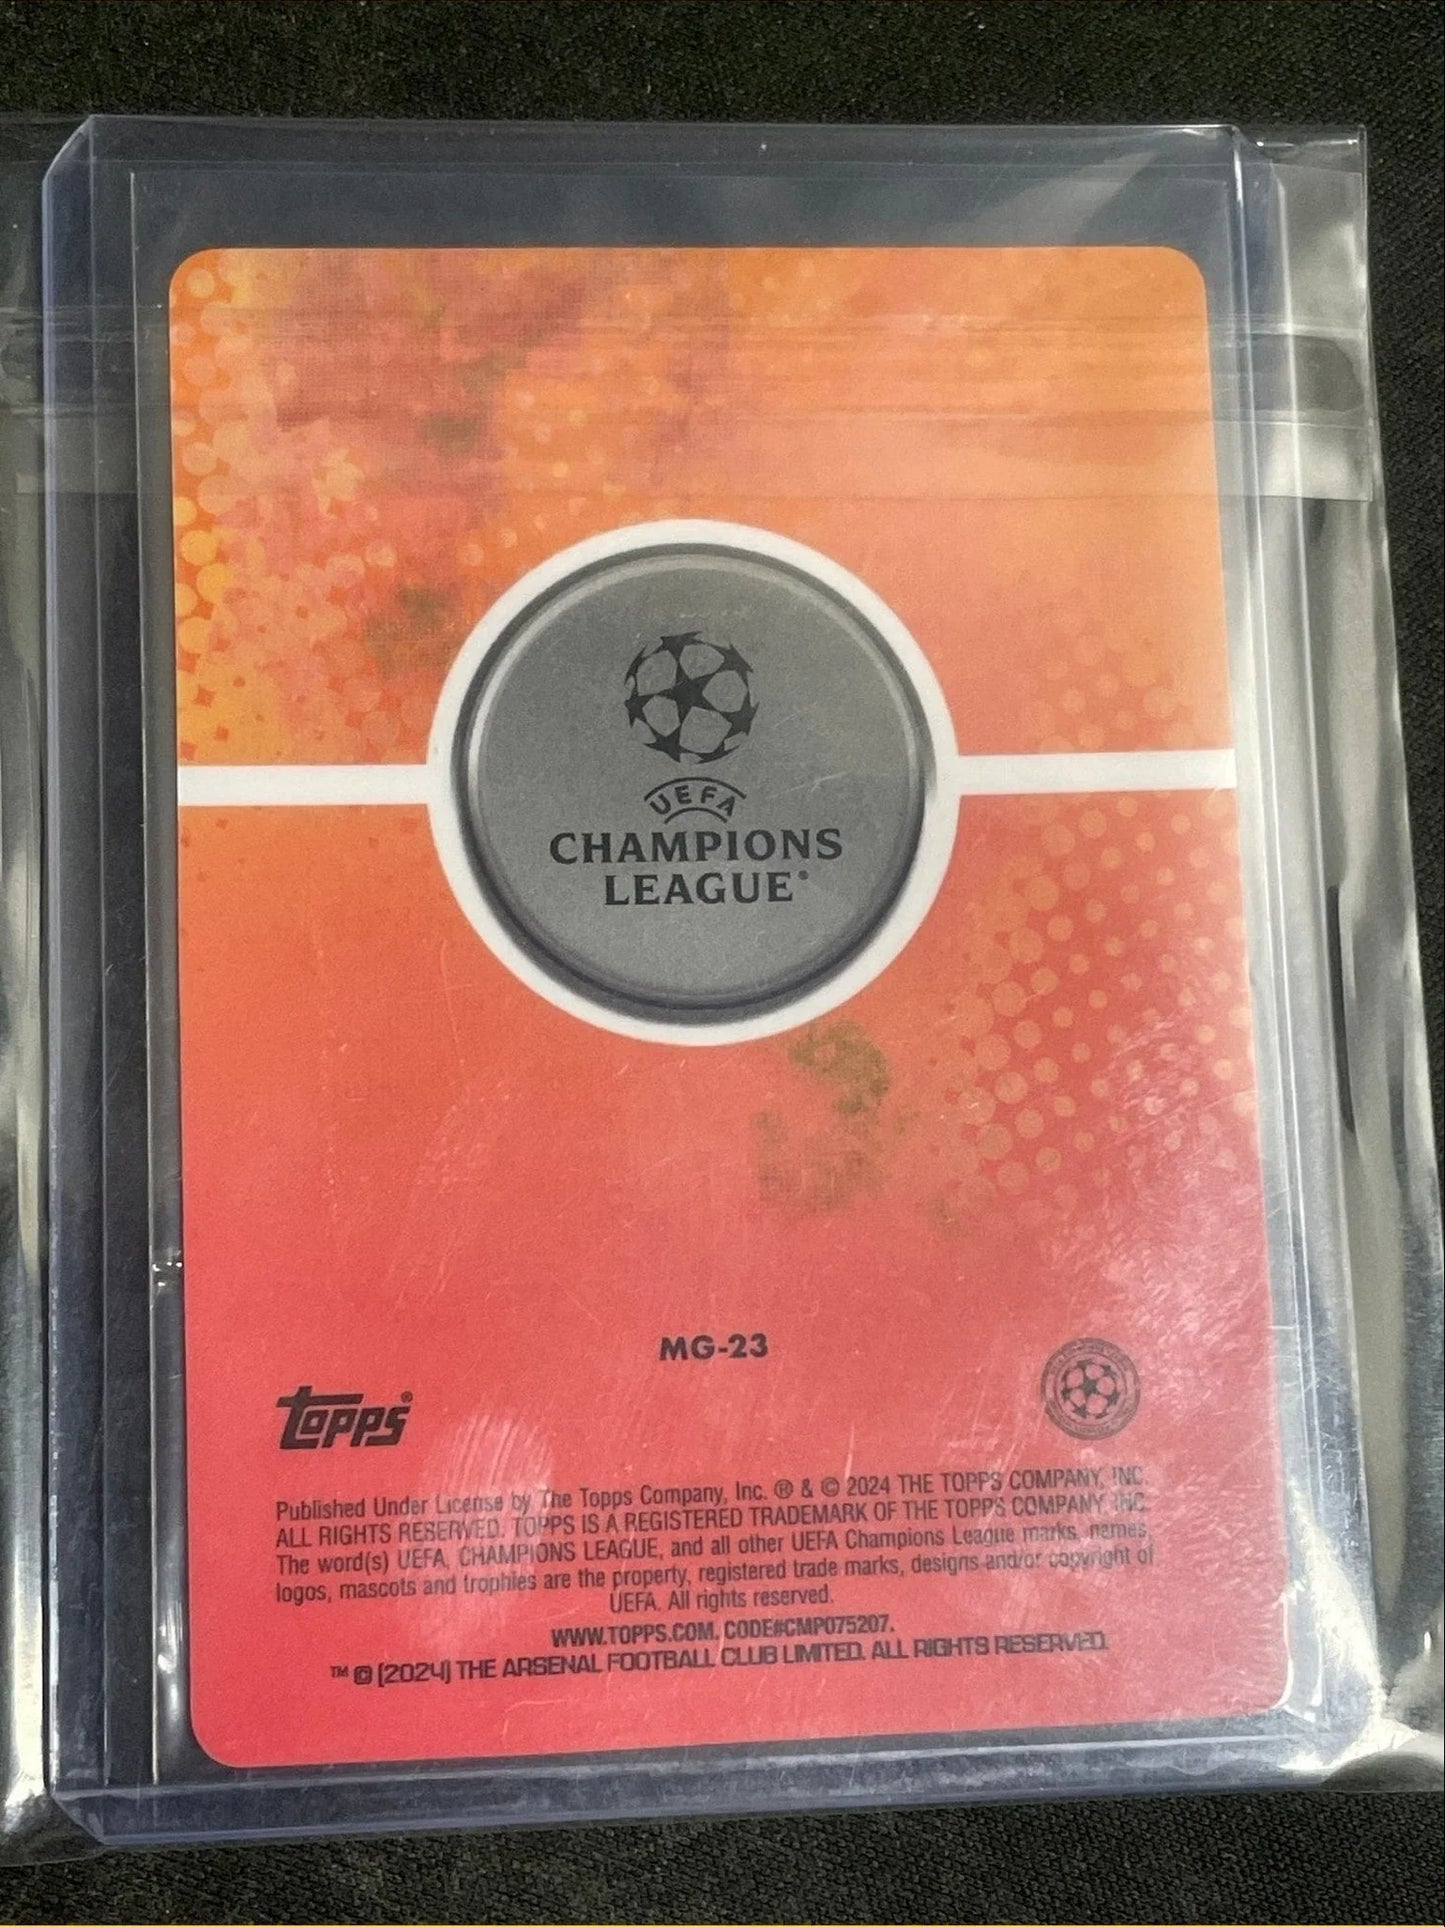 UEFA
CHAMPIONS
LEAGUE®
MG-23
topps®
Published Under License by The Topps Company, Inc. ® & © 2024 THE TOPPS COMPANY, INC.
ALL RIGHTS RESERVED. TOPPS IS A REGISTERED TRADEMARK OF THE TOPPS COMPANY, INC.
The word(s) UEFA, CHAMPIONS LEAGUE, and all other UEFA Champions League marks, names,
logos, mascots and trophies are the property, registered trade marks, designs and/or copyright of
UEFA. All rights reserved.
WWW.TOPPS.COM. CODE#CMP075207.
™ © (2024) THE ARSENAL FOOTBALL CLUB LIMITED. ALL RIGHTS RESERVED.